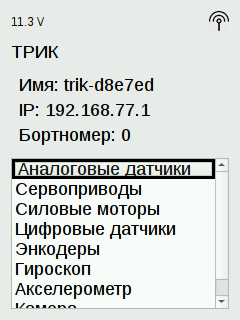 11.3 V
ТРИК
Имя: trik-d8e7ed
IP: 192.168.77.1
Бортномер: 0
Аналоговые датчики
Сервоприводы
Силовые моторы
Цифровые датчики
Энкодеры
Гироскоп
Акселерометр
Камера